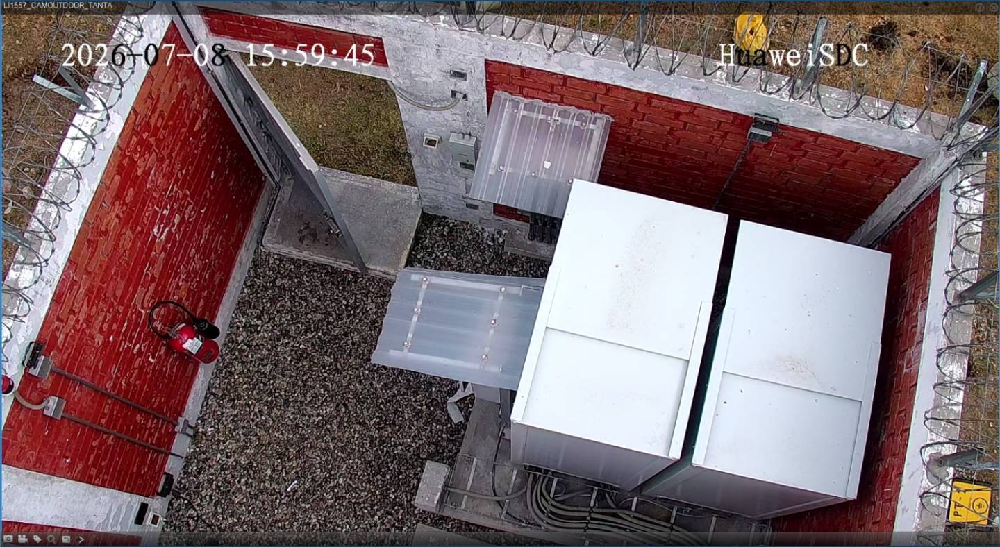 LI1557_CAMOUTDOOR_TANTA
2026-07-08 15:59:45
HuaweiSDC
PT-1